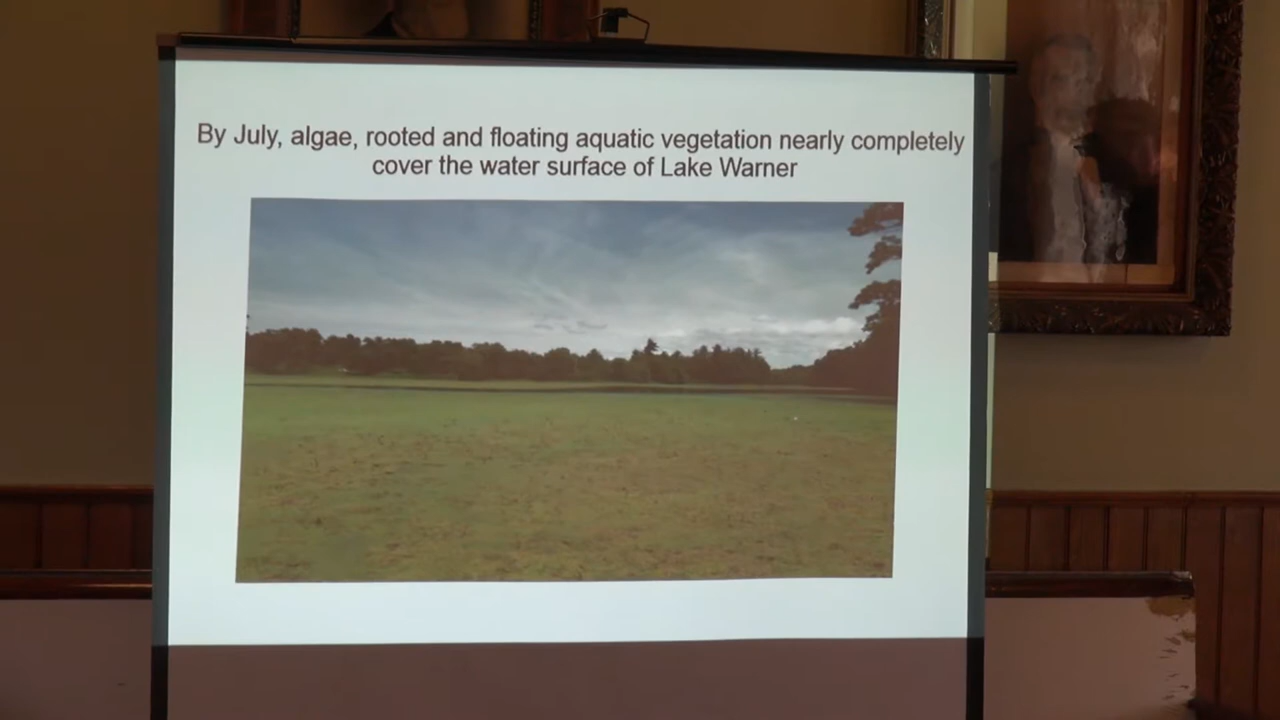 By July, algae, rooted and floating aquatic vegetation nearly completely
cover the water surface of Lake Warner